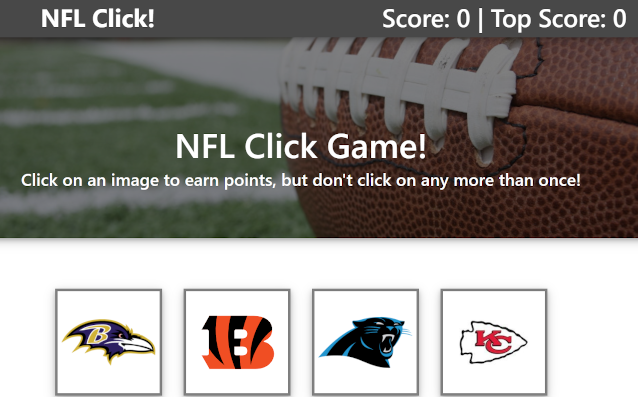 NFL Click!
Score: 0 | Top Score: 0
NFL Click Game!
Click on an image to earn points, but don't click on any more than once!
B
B
KC